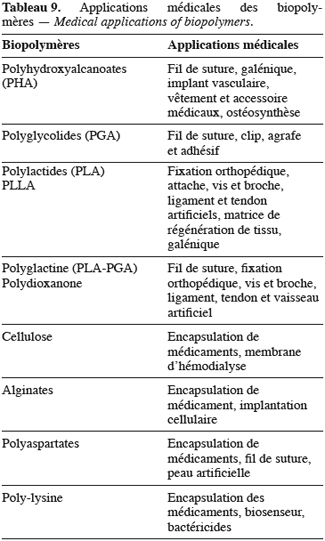 Tableau 9. Applications médicales des biopoly-
mères — Medical applications of biopolymers.
Biopolymères Applications médicales
Polyhydroxyalcanoates Fil de suture, galénique,
(PHA) implant vasculaire,
vêtement et accessoire
médicaux, ostéosynthèse
Polyglycolides (PGA) Fil de suture, clip, agrafe
et adhésif
Polylactides (PLA) Fixation orthopédique,
PLLA attache, vis et broche,
ligament et tendon
artificiels, matrice de
régénération de tissu,
galénique
Polyglactine (PLA-PGA) Fil de suture, fixation
Polydioxanone orthopédique, vis et broche,
ligament, tendon et vaisseau
artificiel
Cellulose Encapsulation de
médicaments, membrane
d'hémodialyse
Alginates Encapsulation de
médicament, implantation
cellulaire
Polyaspartates Encapsulation de
médicaments, fil de suture,
peau artificielle
Poly-lysine Encapsulation des
médicaments, biosenseur,
bactéricides